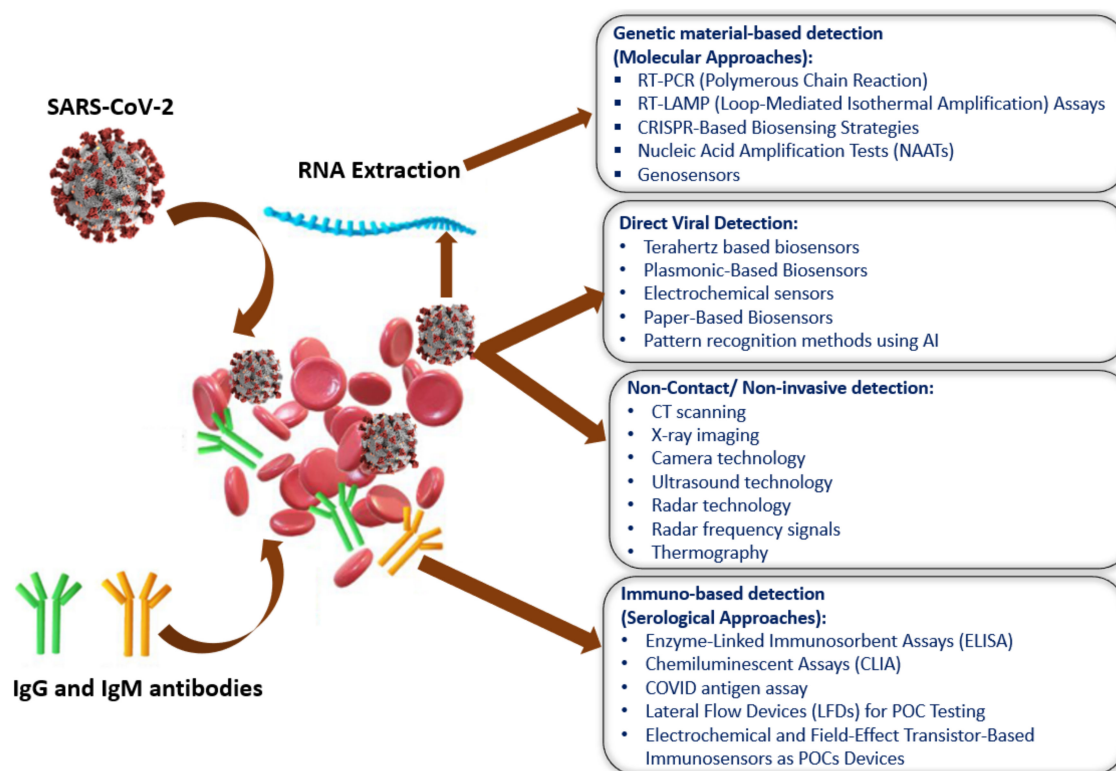 SARS-CoV-2
RNA Extraction
IgG and IgM antibodies
Genetic material-based detection
(Molecular Approaches):
▪ RT-PCR (Polymerous Chain Reaction)
▪ RT-LAMP (Loop-Mediated Isothermal Amplification) Assays
▪ CRISPR-Based Biosensing Strategies
▪ Nucleic Acid Amplification Tests (NAATs)
▪ Genosensors
Direct Viral Detection:
• Terahertz based biosensors
• Plasmonic-Based Biosensors
• Electrochemical sensors
• Paper-Based Biosensors
• Pattern recognition methods using AI
Non-Contact/ Non-invasive detection:
• CT scanning
• X-ray imaging
• Camera technology
• Ultrasound technology
• Radar technology
• Radar frequency signals
• Thermography
Immuno-based detection
(Serological Approaches):
• Enzyme-Linked Immunosorbent Assays (ELISA)
• Chemiluminescent Assays (CLIA)
• COVID antigen assay
• Lateral Flow Devices (LFDs) for POC Testing
• Electrochemical and Field-Effect Transistor-Based
Immunosensors as POCs Devices